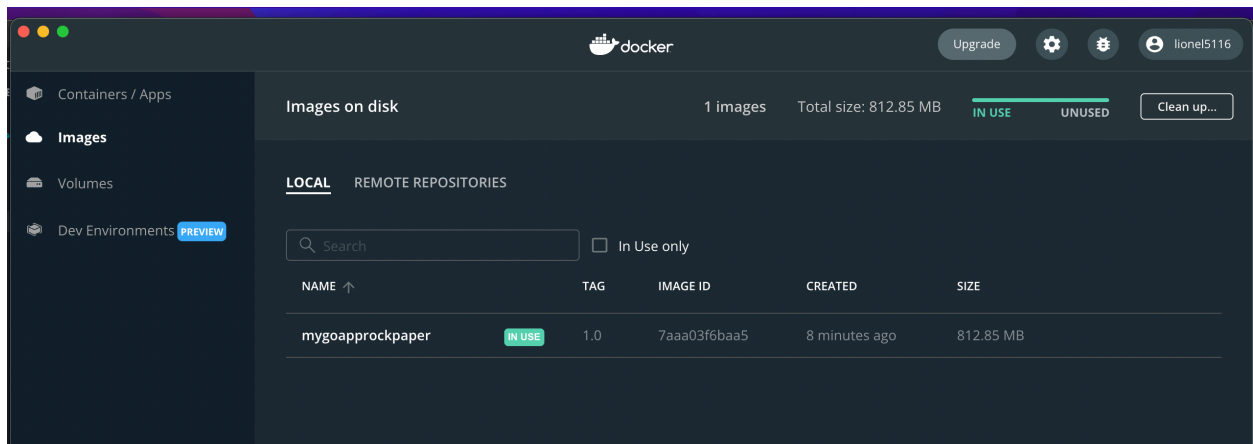 docker
Upgrade
lionel5116
Containers / Apps
Images
Volumes
Dev Environments PREVIEW
Images on disk
1 images
Total size: 812.85 MB
IN USE
UNUSED
Clean up...
LOCAL REMOTE REPOSITORIES
Search
In Use only
NAME TAG IMAGE ID CREATED SIZE
mygoapprockpaper IN USE 1.0 7aaa03f6baa5 8 minutes ago 812.85 MB